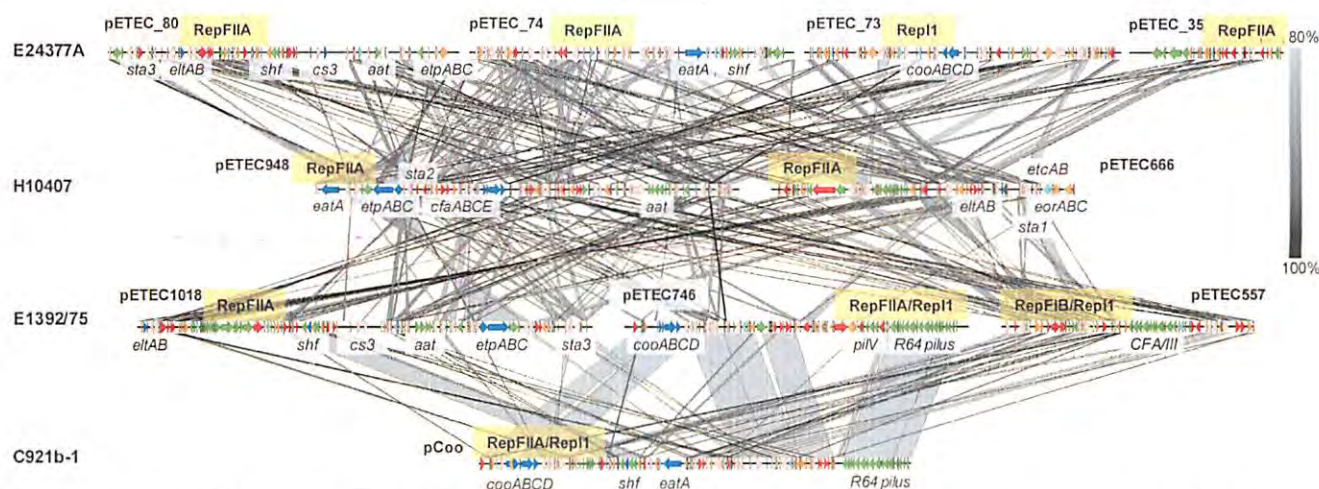 pETEC_80 RepFIIA pETEC_74 RepFIIA pETEC_73 RepI1 pETEC_35 RepFIIA
E24377A
80%
sta3 eltAB shf cs3 aat etpABC eatA shf cooABCD
pETEC948 RepFIIA sta2 RepFIIA etcAB pETEC666
H10407
eatA etpABC cfaABCE aat eltAB eorABC
sta1
100%
pETEC1018 RepFIIA pETEC746 RepFIIA/RepI1 RepFIB/RepI1 pETEC557
E1392/75
eltAB shf cs3 aat etpABC sta3 cooABCD pilV R64 pilus CFA/III
pCoo RepFIIA/RepI1
C921b-1
cooABCD shf eatA R64 pilus